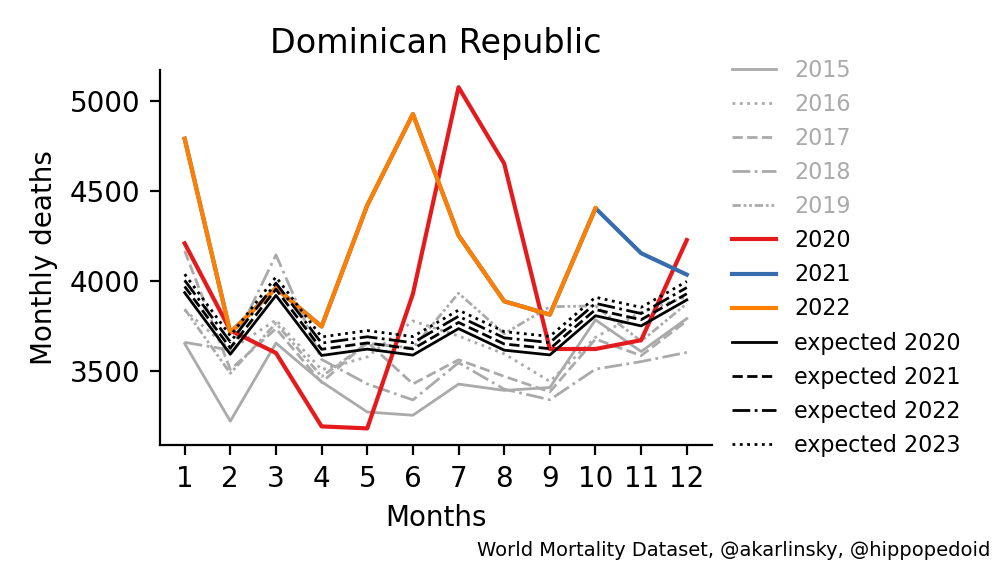 Dominican Republic
Monthly deaths
5000
4500
4000
3500
1 2 3 4 5 6 7 8 9 10 11 12
Months
2015
2016
2017
2018
2019
2020
2021
2022
expected 2020
expected 2021
expected 2022
expected 2023
World Mortality Dataset, @akarlinsky, @hippopedoid